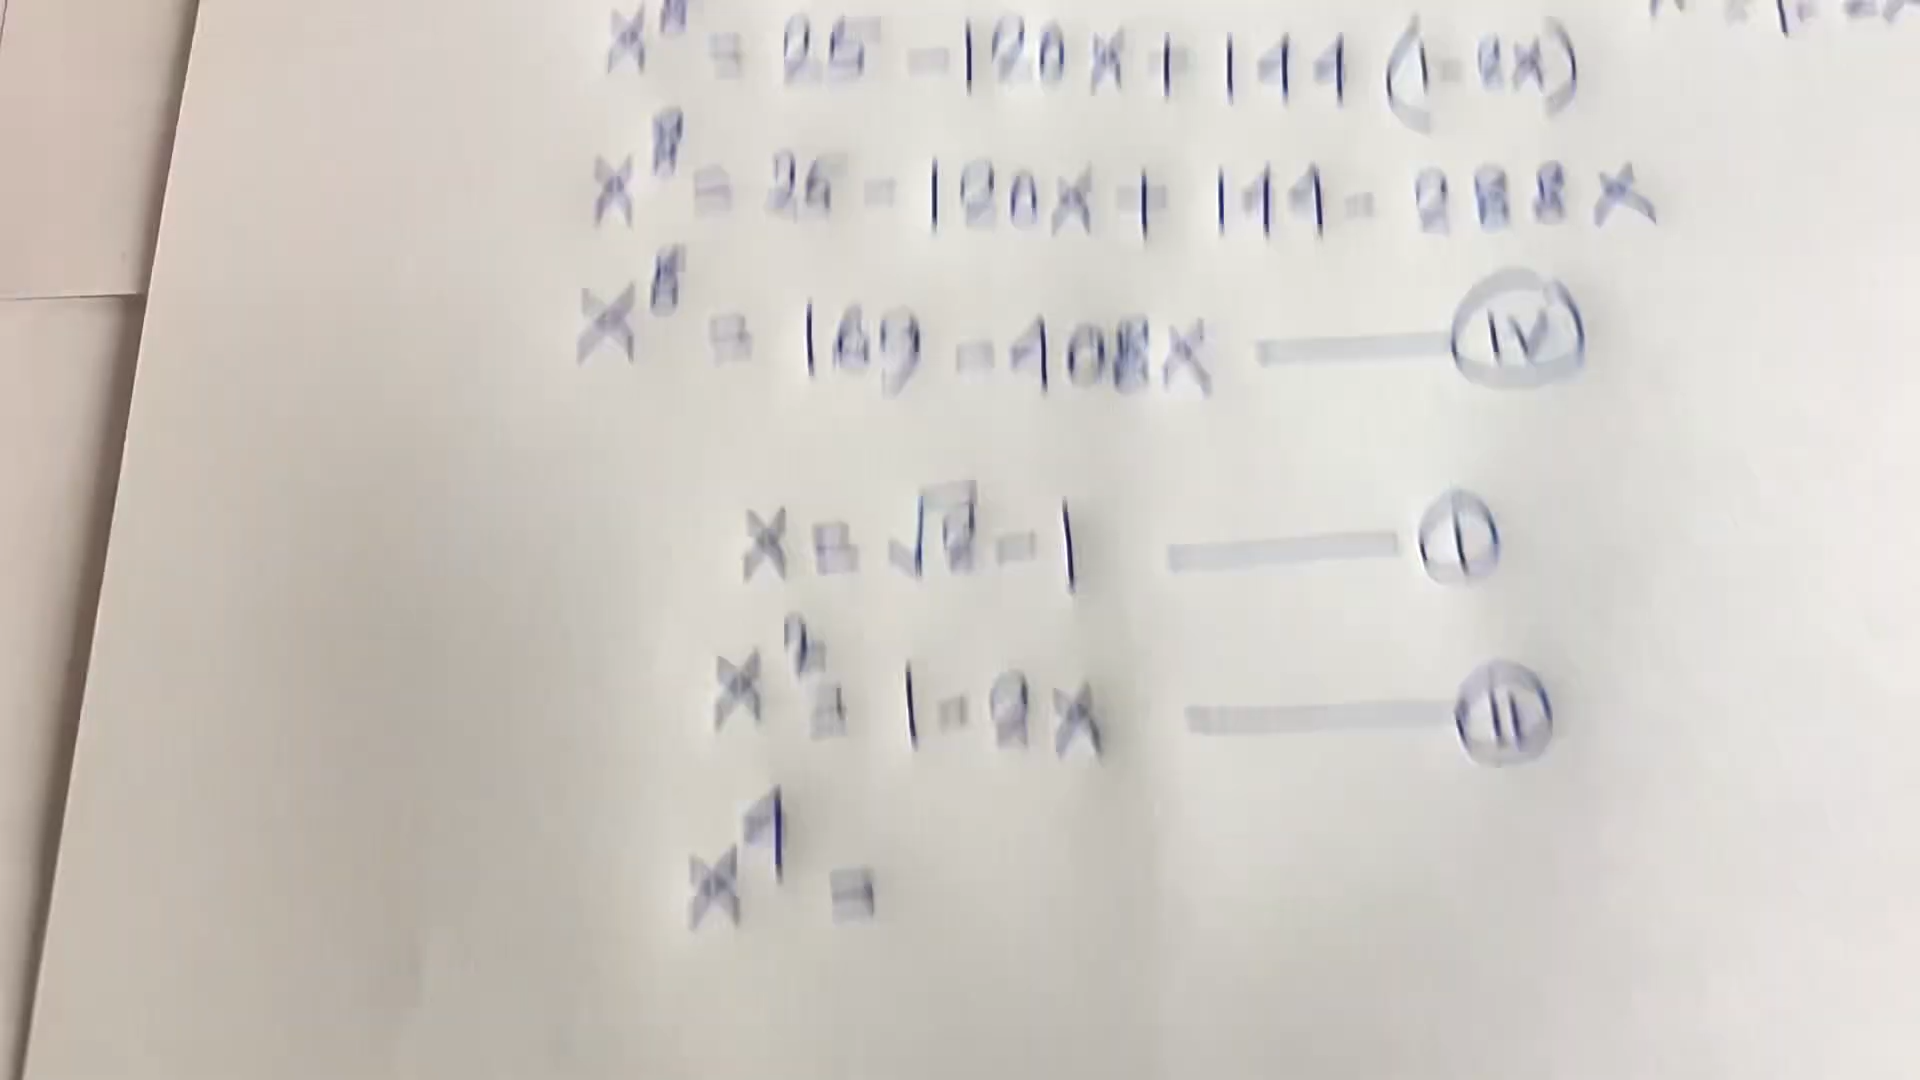 x⁸ = 25 - 120x + 144 (1 - 2x)
x⁸ = 25 - 120x + 144 - 288x
x⁸ = 169 - 408x —— (IV)
x = √2 - 1 —— (I)
x² = 1 - 2x —— (II)
x⁴ =